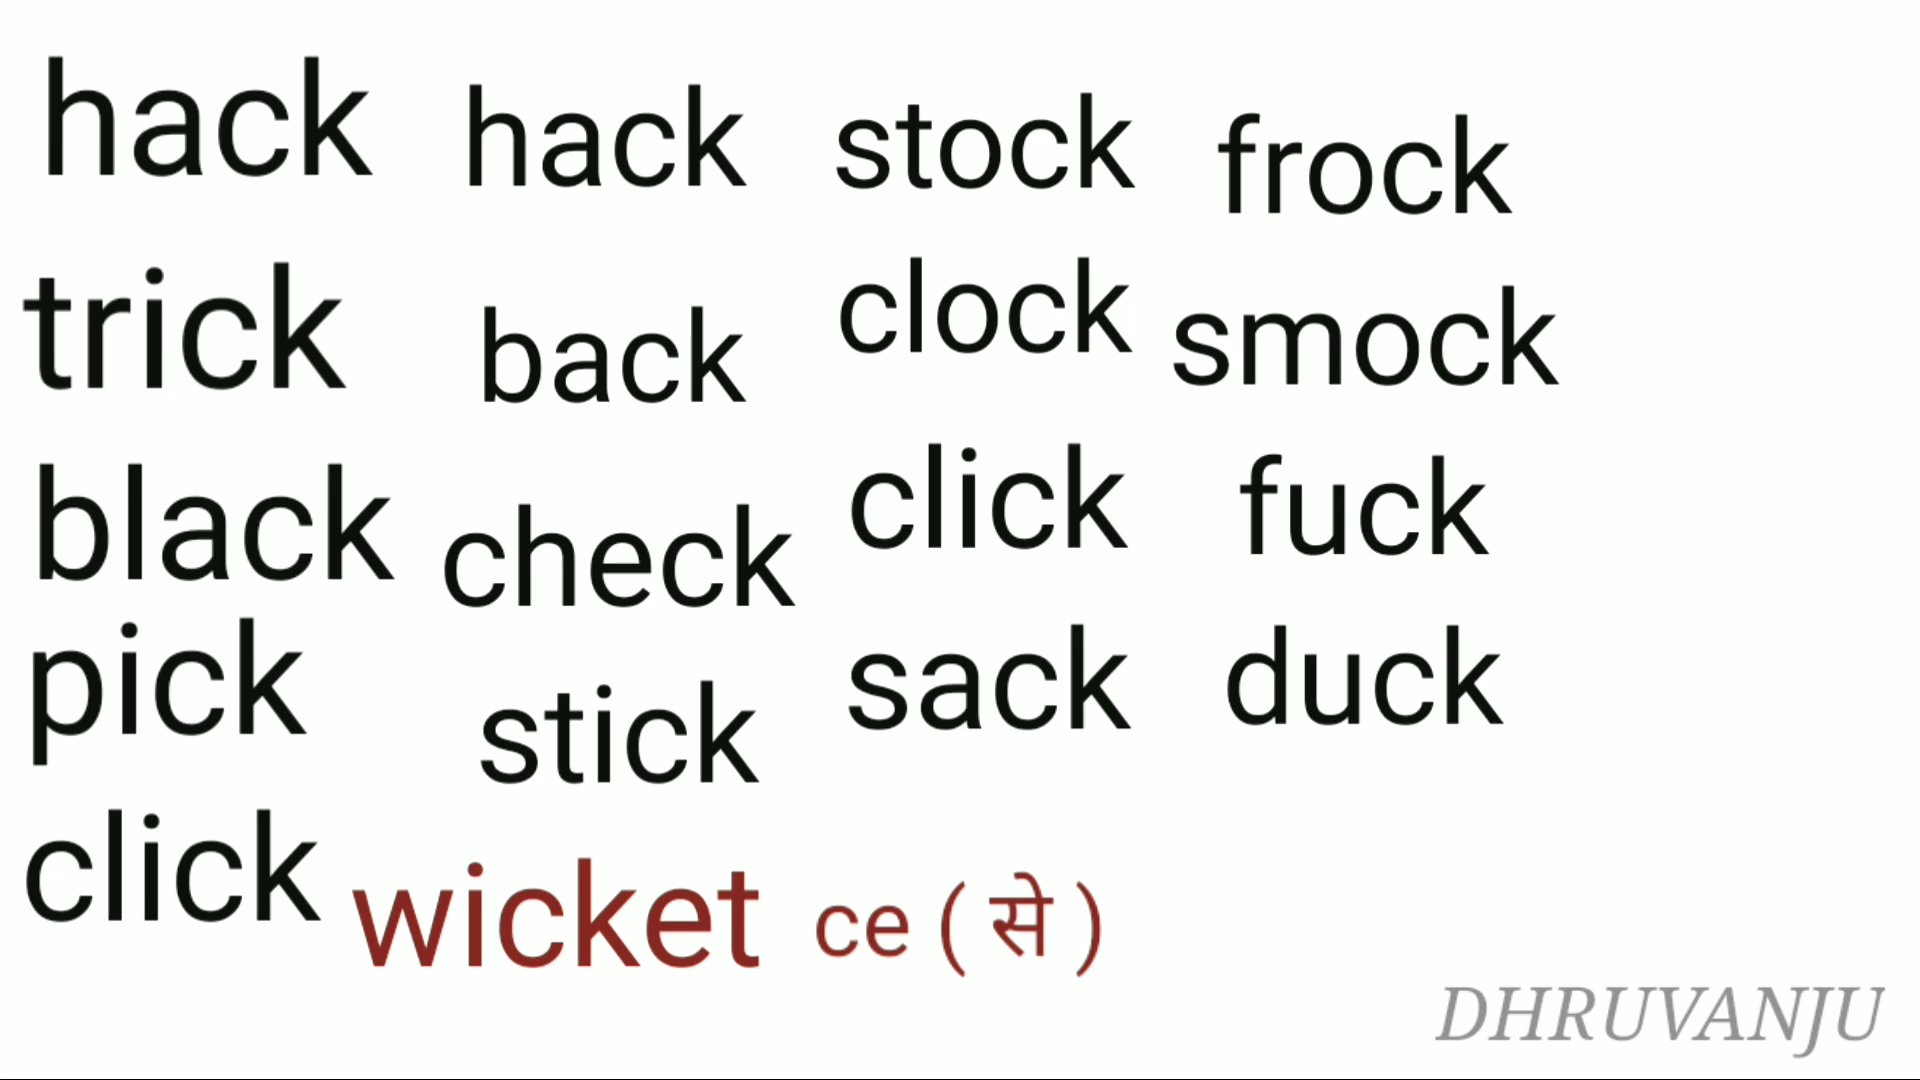 hack hack stock frock
trick back clock smock
black check click fuck
pick stick sack duck
click wicket ce ( से )
DHRUVANJU